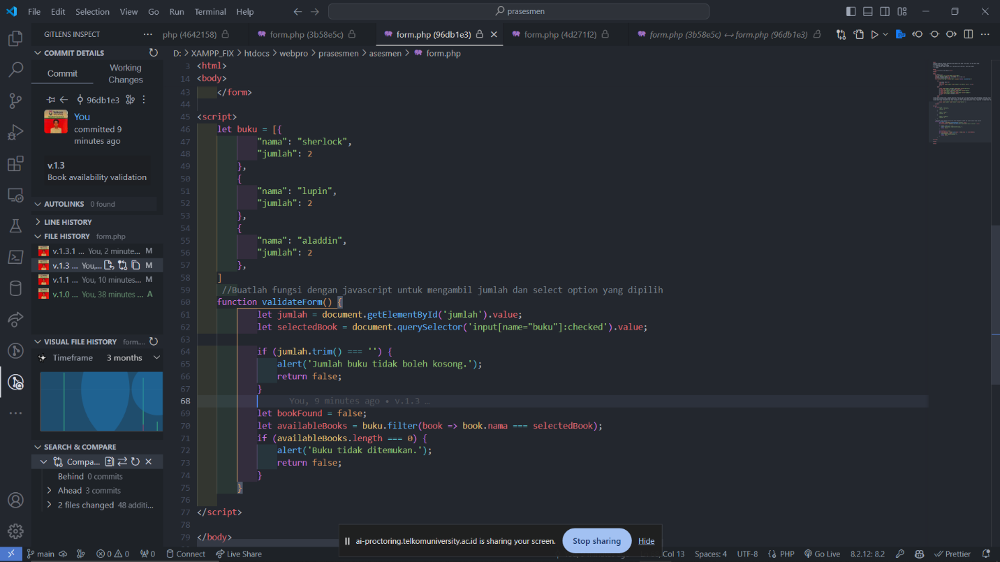 File Edit Selection View Go Run Terminal Help
prasesmen
GITLENS INSPECT
php (4642158)
form.php (3b58e5c)
form.php (96db1e3)
form.php (4d271f2)
form.php (3b58e5c) ↔ form.php (96db1e3)
D: > XAMPP_FIX > htdocs > webpro > prasesmen > asesmen > form.php
COMMIT DETAILS
Commit
Working Changes
96db1e3
You
committed 9
minutes ago
v.1.3
Book availability validation
AUTOLINKS 0 found
LINE HISTORY
FILE HISTORY form.php
v.1.3.1 ... You, 2 minute... M
v.1.3 ... You,... M
v.1.1 ... You, 10 minutes... M
v.1.0 ... You, 38 minutes ... A
VISUAL FILE HISTORY form....
Timeframe 3 months
SEARCH & COMPARE
Compa...
Behind 0 commits
Ahead 3 commits
2 files changed 48 additi...
3 <html>
14 <body>
43 </form>
44
45 <script>
46 let buku = [{
47 "nama": "sherlock",
48 "jumlah": 2
49 },
50 {
51 "nama": "lupin",
52 "jumlah": 2
53 },
54 {
55 "nama": "aladdin",
56 "jumlah": 2
57 },
58 ]
59 //Buatlah fungsi dengan javascript untuk mengambil jumlah dan select option yang dipilih
60 function validateForm() {
61 let jumlah = document.getElementById('jumlah').value;
62 let selectedBook = document.querySelector('input[name="buku"]:checked').value;
63
64 if (jumlah.trim() === '') {
65 alert('Jumlah buku tidak boleh kosong.');
66 return false;
67 }
68 You, 9 minutes ago • v.1.3 …
69 let bookFound = false;
70 let availableBooks = buku.filter(book => book.nama === selectedBook);
71 if (availableBooks.length === 0) {
72 alert('Buku tidak ditemukan.');
73 return false;
74 }
75 }
76
77 </script>
78
79 </body>
ai-proctoring.telkomuniversity.ac.id is sharing your screen.
Stop sharing
Hide
main 0 0 0 Connect Live Share
Col 13 Spaces: 4 UTF-8 PHP Go Live 8.2.12: 8.2 Prettier